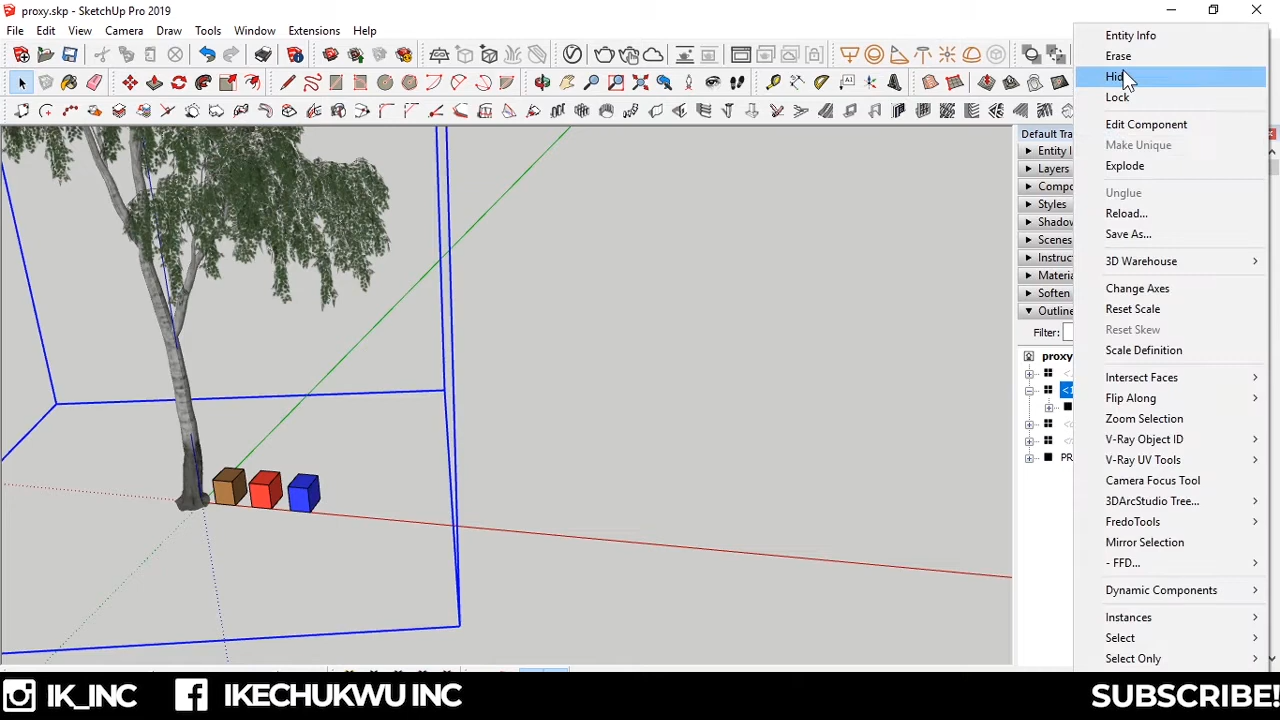 proxy.skp - SketchUp Pro 2019
File Edit View Camera Draw Tools Window Extensions Help
Default Tra
Entity I
Layers
Compo
Styles
Shadov
Scenes
Instruc
Materia
Soften
Outline
Filter:
proxy
Entity Info
Erase
Hid
Lock
Edit Component
Make Unique
Explode
Unglue
Reload...
Save As...
3D Warehouse
Change Axes
Reset Scale
Reset Skew
Scale Definition
Intersect Faces
Flip Along
Zoom Selection
V-Ray Object ID
V-Ray UV Tools
Camera Focus Tool
3DArcStudio Tree...
FredoTools
Mirror Selection
- FFD...
Dynamic Components
Instances
Select
Select Only
IK_INC IKECHUKWU INC SUBSCRIBE!